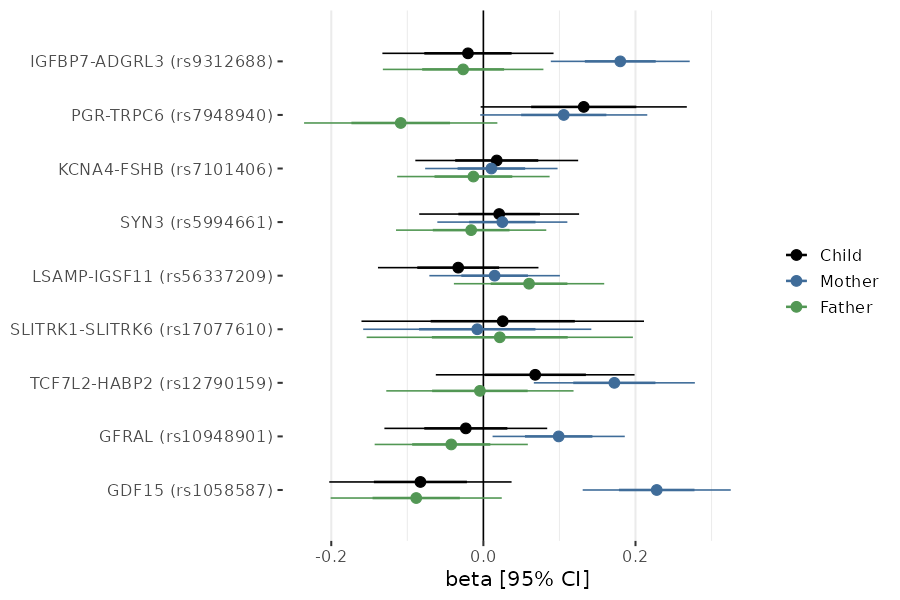 IGFBP7-ADGRL3 (rs9312688)
PGR-TRPC6 (rs7948940)
KCNA4-FSHB (rs7101406)
SYN3 (rs5994661)
LSAMP-IGSF11 (rs56337209)
SLITRK1-SLITRK6 (rs17077610)
TCF7L2-HABP2 (rs12790159)
GFRAL (rs10948901)
GDF15 (rs1058587)
-0.2 0.0 0.2
beta [95% CI]
Child
Mother
Father